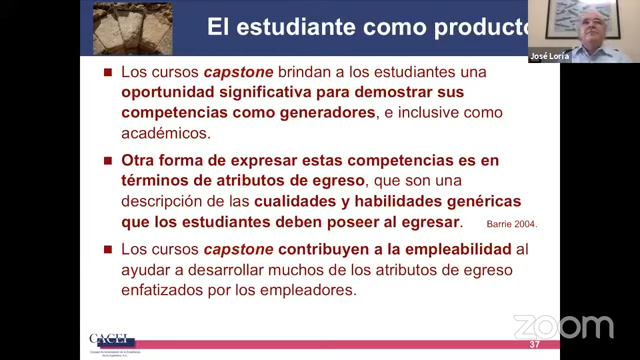 El estudiante como producto
José Loría
Los cursos capstone brindan a los estudiantes una
oportunidad significativa para demostrar sus
competencias como generadores, e inclusive como
académicos.
Otra forma de expresar estas competencias es en
términos de atributos de egreso, que son una
descripción de las cualidades y habilidades genéricas
que los estudiantes deben poseer al egresar. Barrie 2004.
Los cursos capstone contribuyen a la empleabilidad al
ayudar a desarrollar muchos de los atributos de egreso
enfatizados por los empleadores.
CACEI
37
zoom